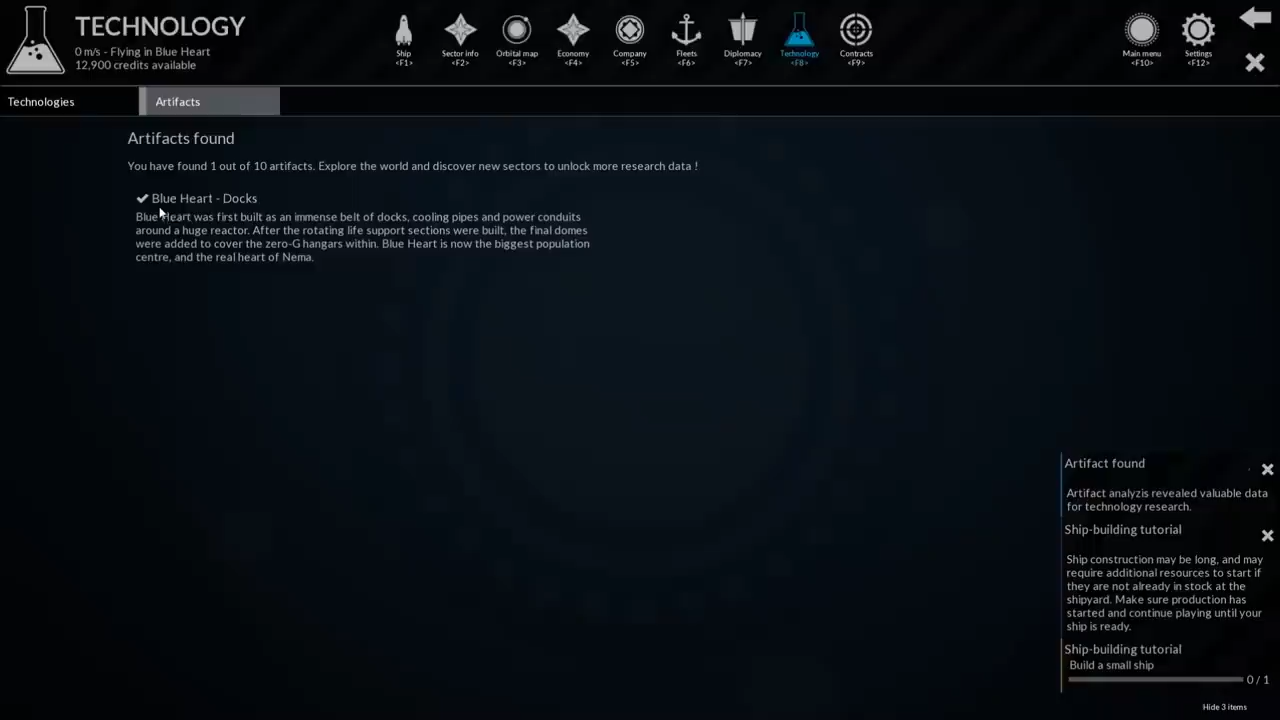 TECHNOLOGY
0 m/s - Flying in Blue Heart
12,900 credits available
Ship
<F1>
Sector info
<F2>
Orbital map
<F3>
Economy
<F4>
Company
<F5>
Fleets
<F6>
Diplomacy
<F7>
Technology
<F8>
Contracts
<F9>
Main menu
<F10>
Settings
<F12>
Technologies
Artifacts
Artifacts found
You have found 1 out of 10 artifacts. Explore the world and discover new sectors to unlock more research data !
Blue Heart - Docks
Blue Heart was first built as an immense belt of docks, cooling pipes and power conduits
around a huge reactor. After the rotating life support sections were built, the final domes
were added to cover the zero-G hangars within. Blue Heart is now the biggest population
centre, and the real heart of Nema.
Artifact found
Artifact analyzis revealed valuable data
for technology research.
Ship-building tutorial
Ship construction may be long, and may
require additional resources to start if
they are not already in stock at the
shipyard. Make sure production has
started and continue playing until your
ship is ready.
Ship-building tutorial
Build a small ship
0 / 1
Hide 3 items